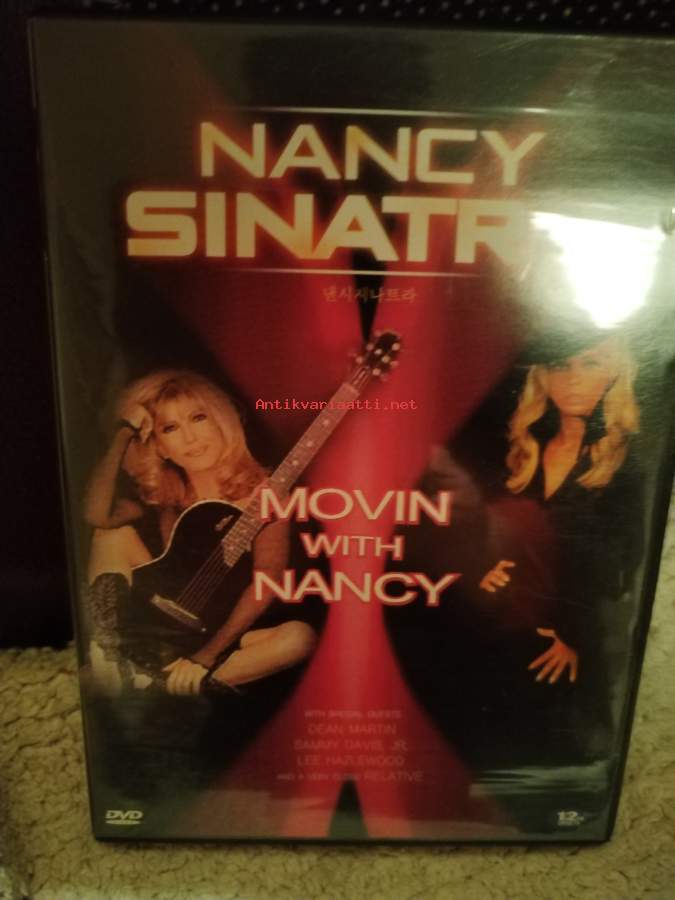 NANCY
SINATR
낸시시나트라
Antikvariaatti.net
MOVIN
WITH
NANCY
WITH SPECIAL GUESTS
DEAN MARTIN
SAMMY DAVIS, JR.
LEE HAZLEWOOD
AND A VERY CLOSE RELATIVE
DVD
12